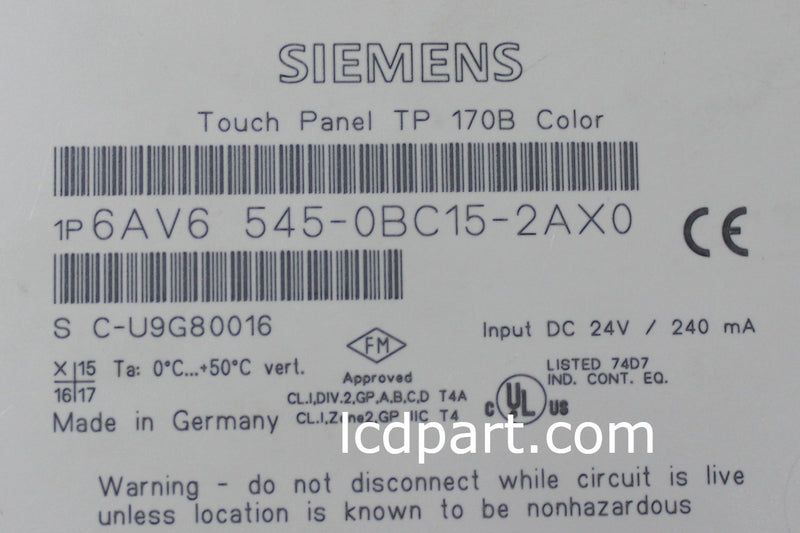 SIEMENS
Touch Panel TP 170B Color
1P 6AV6 545-0BC15-2AX0
CE
S C-U9G80016
Input DC 24V / 240 mA
FM
Approved
CL.I,DIV.2,GP.A,B,C,D T4A
CL.I,Zone2,GP IIC T4
X 15
16 17
Ta: 0°C...+50°C vert.
c UL us
LISTED 74D7
IND. CONT. EQ.
Made in Germany
lcdpart.com
Warning - do not disconnect while circuit is live
unless location is known to be nonhazardous